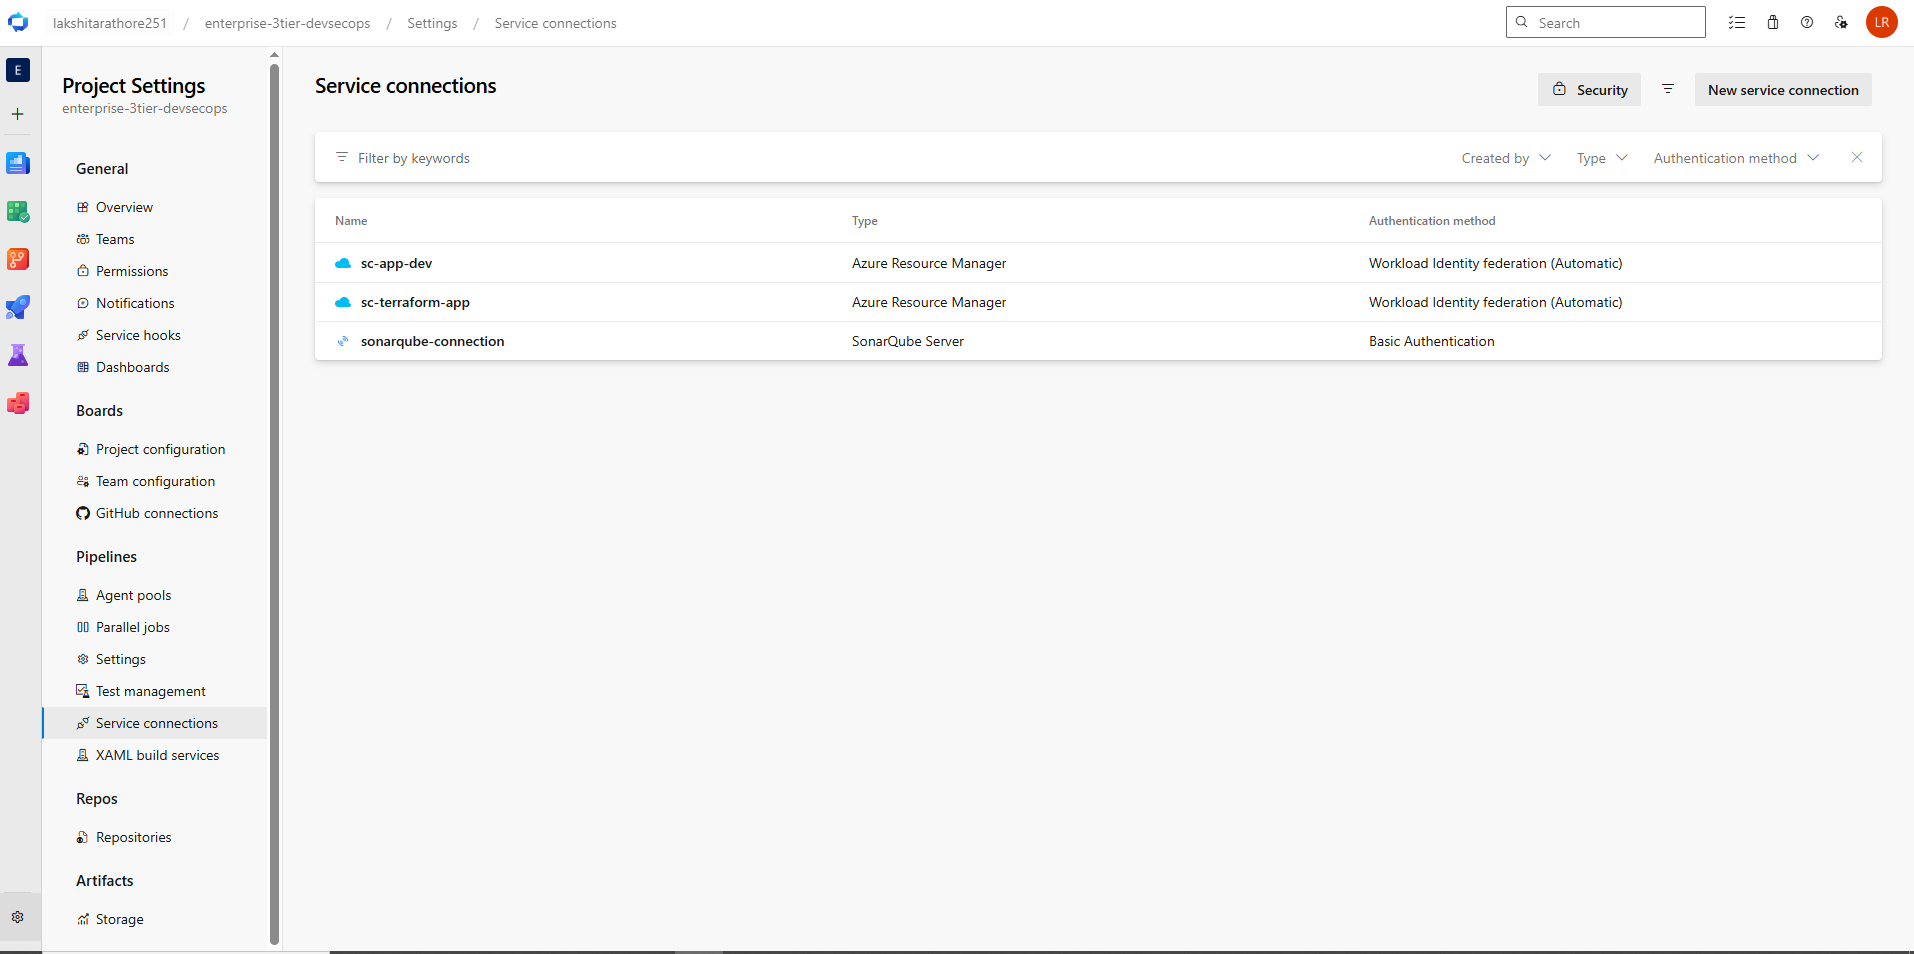 lakshitarathore251 / enterprise-3tier-devsecops / Settings / Service connections
Search
LR
E
Project Settings
enterprise-3tier-devsecops
General
Overview
Teams
Permissions
Notifications
Service hooks
Dashboards
Boards
Project configuration
Team configuration
GitHub connections
Pipelines
Agent pools
Parallel jobs
Settings
Test management
Service connections
XAML build services
Repos
Repositories
Artifacts
Storage
Service connections
Security
New service connection
Filter by keywords
Created by
Type
Authentication method
Name Type Authentication method
sc-app-dev Azure Resource Manager Workload Identity federation (Automatic)
sc-terraform-app Azure Resource Manager Workload Identity federation (Automatic)
sonarqube-connection SonarQube Server Basic Authentication